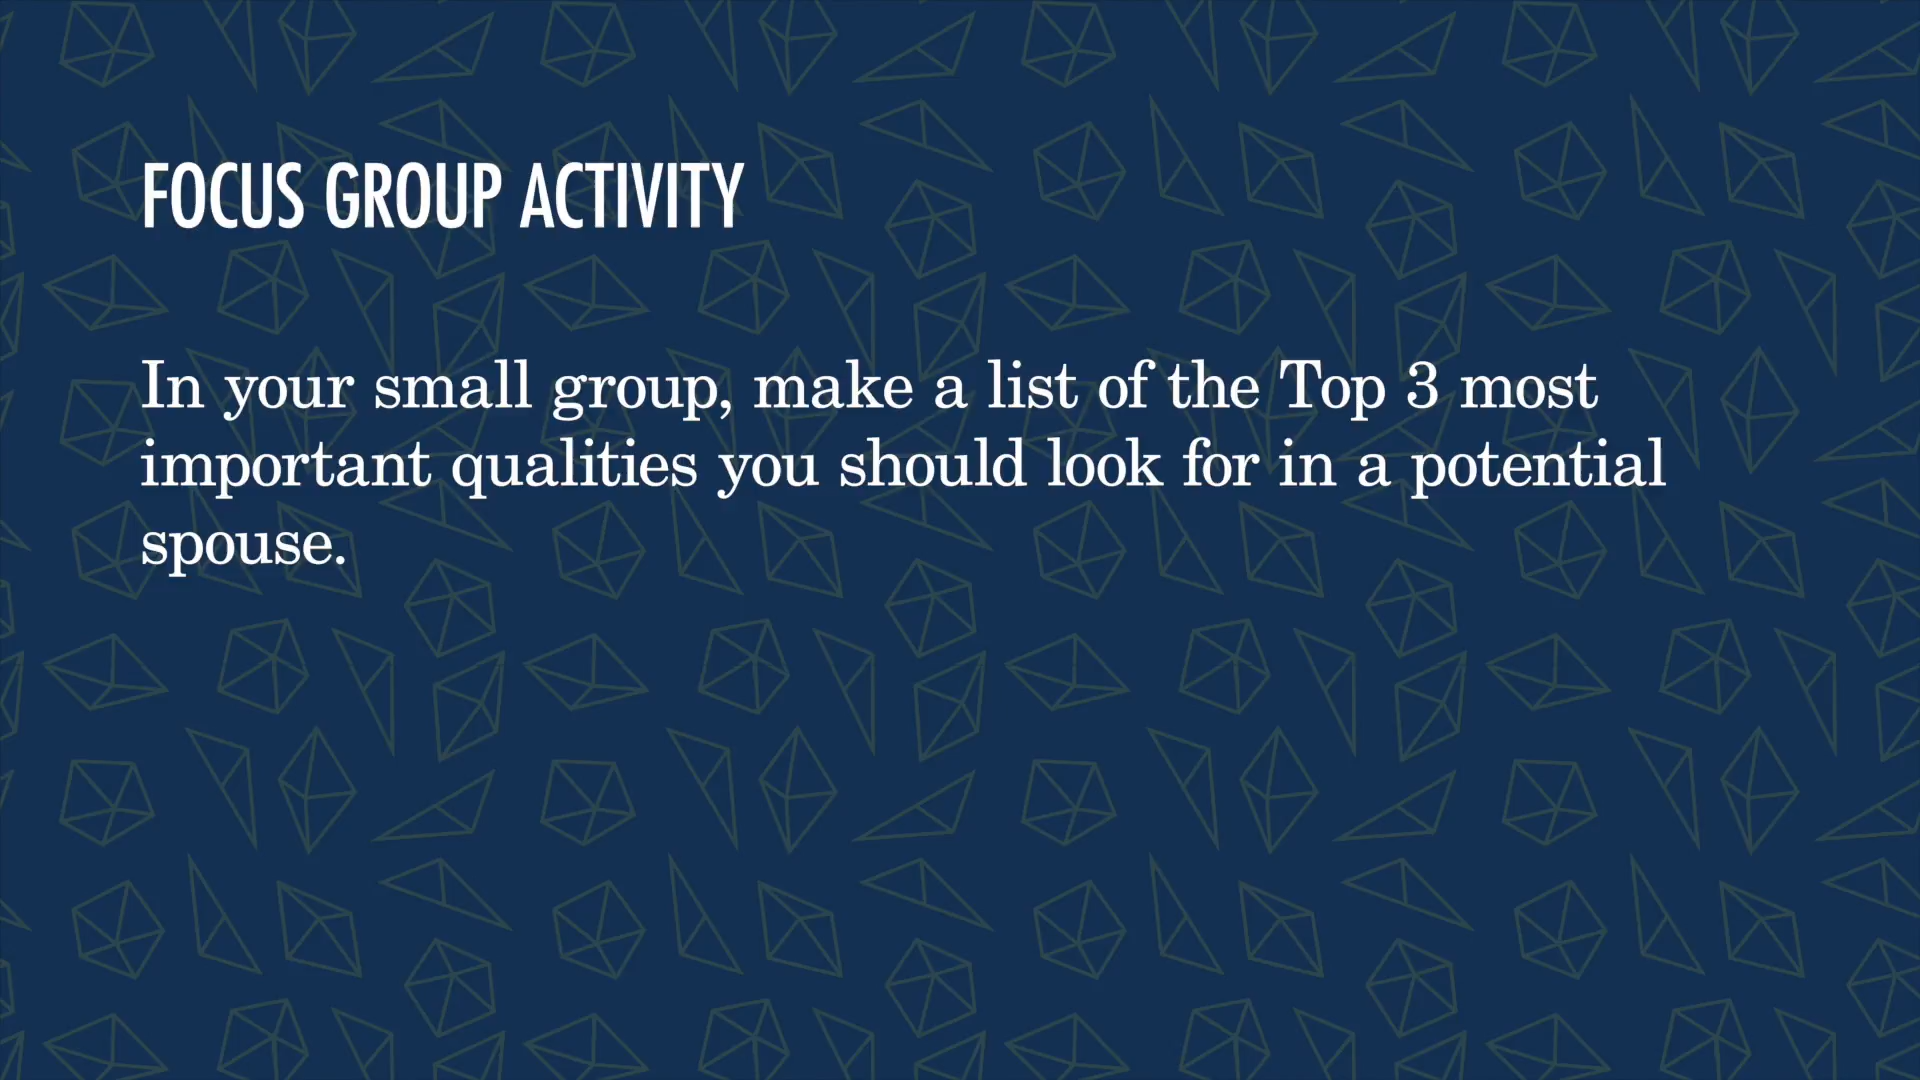 FOCUS GROUP ACTIVITY
In your small group, make a list of the Top 3 most
important qualities you should look for in a potential
spouse.